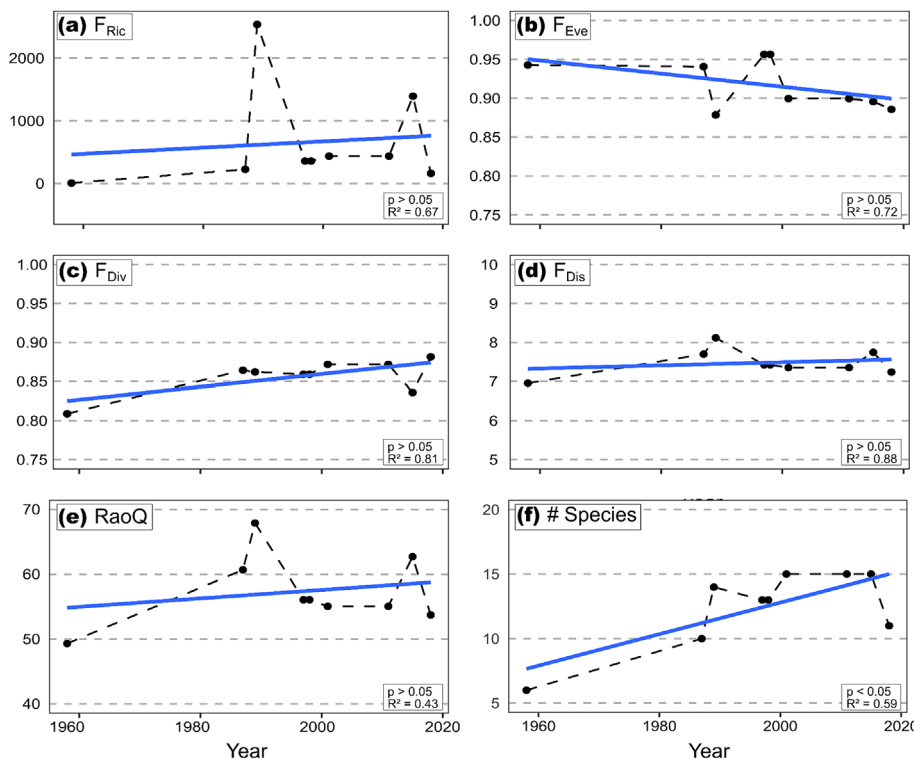 (a) F_Ric
2000
1000
0
p > 0.05
R² = 0.67
(b) F_Eve
1.00
0.95
0.90
0.85
0.80
0.75
p > 0.05
R² = 0.72
(c) F_Div
1.00
0.95
0.90
0.85
0.80
0.75
p > 0.05
R² = 0.81
(d) F_Dis
10
9
8
7
6
5
p > 0.05
R² = 0.88
(e) RaoQ
70
60
50
40
p > 0.05
R² = 0.43
1960 1980 2000 2020
Year
(f) # Species
20
15
10
5
p < 0.05
R² = 0.59
1960 1980 2000 2020
Year